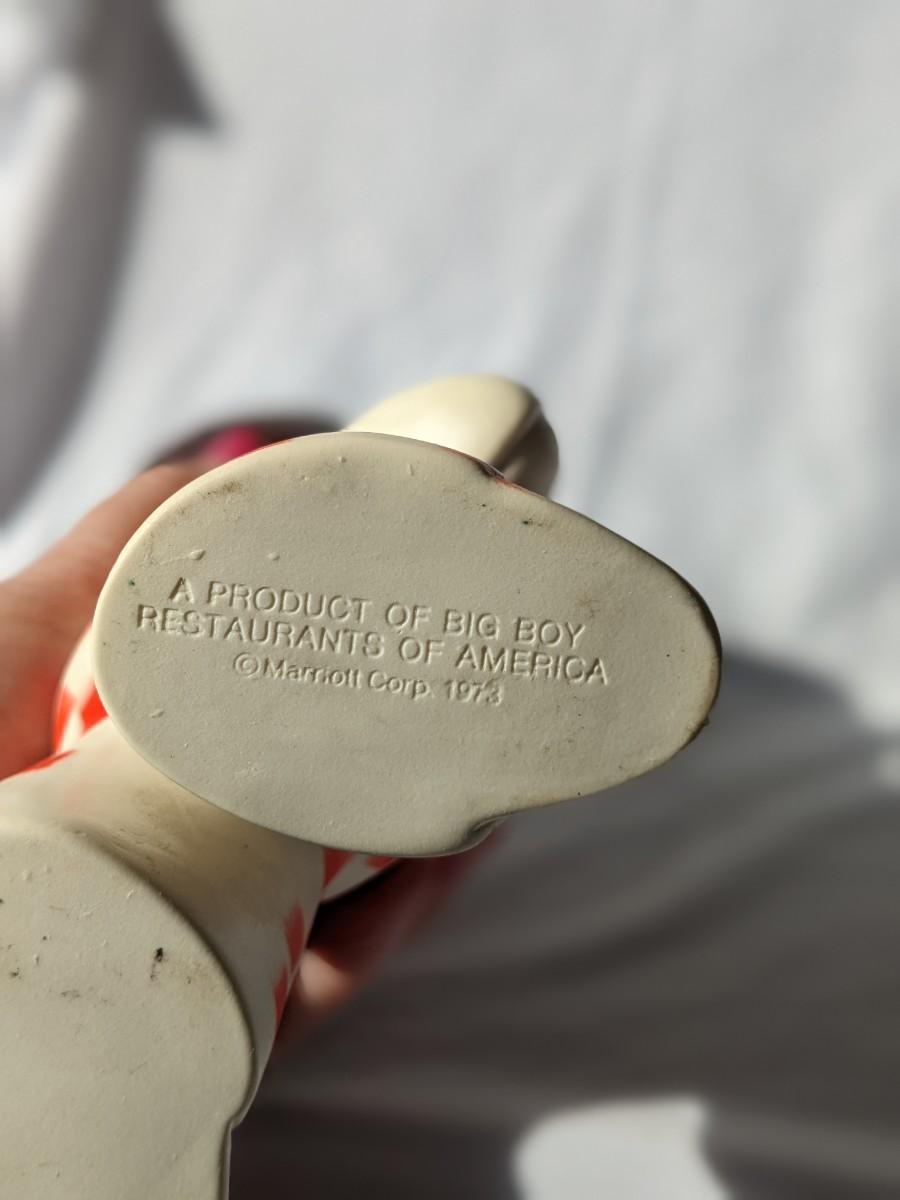 A PRODUCT OF BIG BOY
RESTAURANTS OF AMERICA
©Marriott Corp. 1973